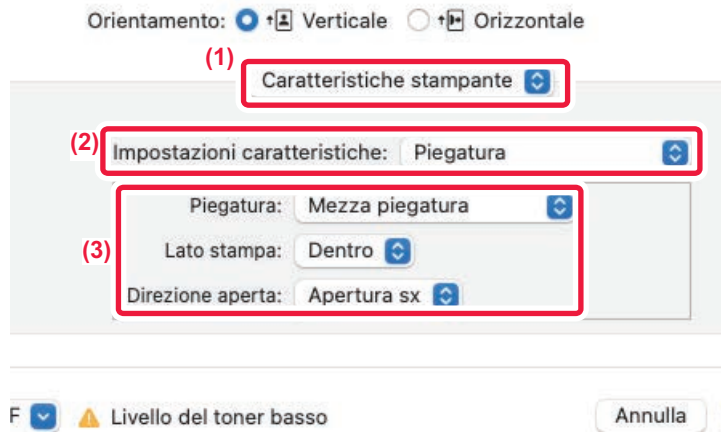 Orientamento: Verticale Orizzontale
(1)
Caratteristiche stampante
(2) Impostazioni caratteristiche: Piegatura
Piegatura: Mezza piegatura
(3) Lato stampa: Dentro
Direzione aperta: Apertura sx
F Livello del toner basso Annulla